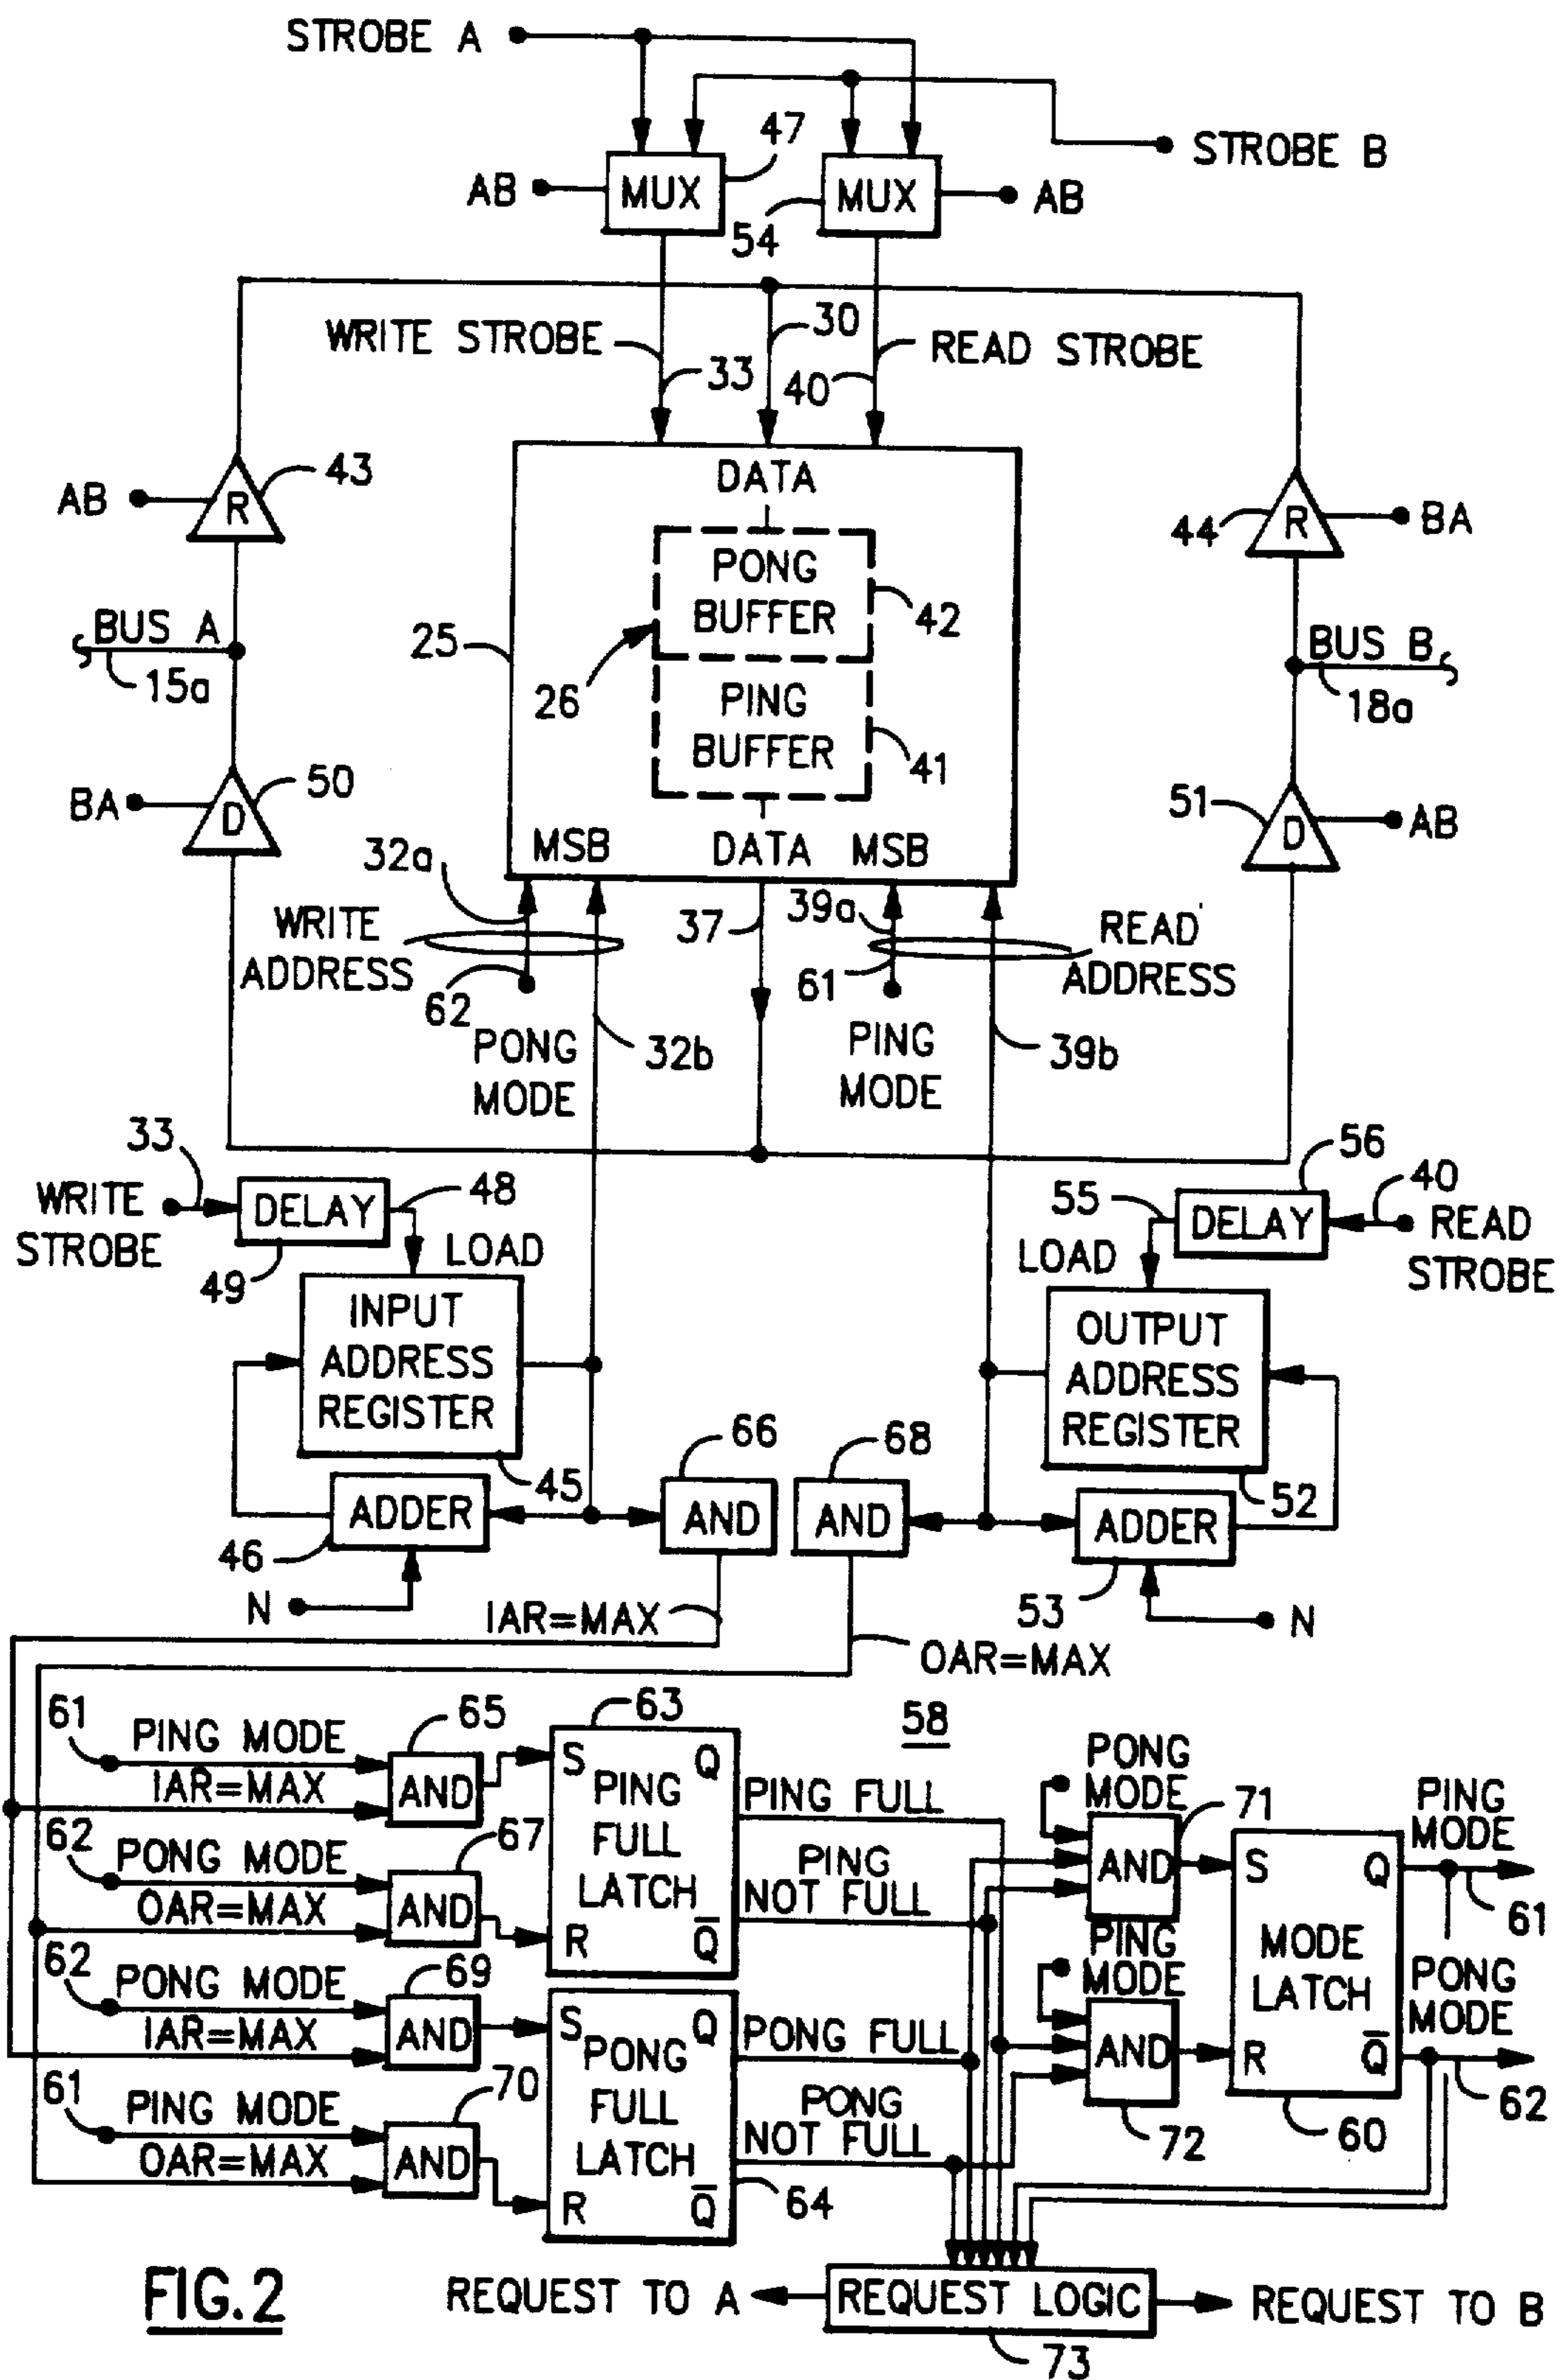 STROBE A
STROBE B
47
AB
MUX
54
MUX
AB
WRITE STROBE
33
30
40
READ STROBE
AB
R
43
DATA
44
R
BA
PONG
BUFFER
42
25
26
BUS A
15a
BUS B
18a
PING
BUFFER
41
BA
D
50
51
D
AB
MSB
DATA
MSB
32a
WRITE
ADDRESS
62
PONG
MODE
32b
37
39a
61
PING
MODE
READ
ADDRESS
39b
33
WRITE
STROBE
DELAY
48
49
LOAD
56
55
DELAY
40
READ
STROBE
LOAD
INPUT
ADDRESS
REGISTER
45
OUTPUT
ADDRESS
REGISTER
52
ADDER
46
N
66
AND
68
AND
ADDER
53
N
IAR=MAX
OAR=MAX
61
PING MODE
IAR=MAX
65
AND
62
PONG MODE
OAR=MAX
67
AND
62
PONG MODE
IAR=MAX
69
AND
61
PING MODE
OAR=MAX
70
AND
63
S
Q
PING
FULL
LATCH
R
Q̅
PING FULL
PING
NOT FULL
S
Q
PONG
FULL
LATCH
R
Q̅
64
PONG FULL
PONG
NOT FULL
58
PONG
MODE
71
AND
PING
MODE
AND
72
S
Q
MODE
LATCH
R
Q̅
60
PING
MODE
61
PONG
MODE
62
FIG.2
REQUEST TO A
REQUEST LOGIC
REQUEST TO B
73